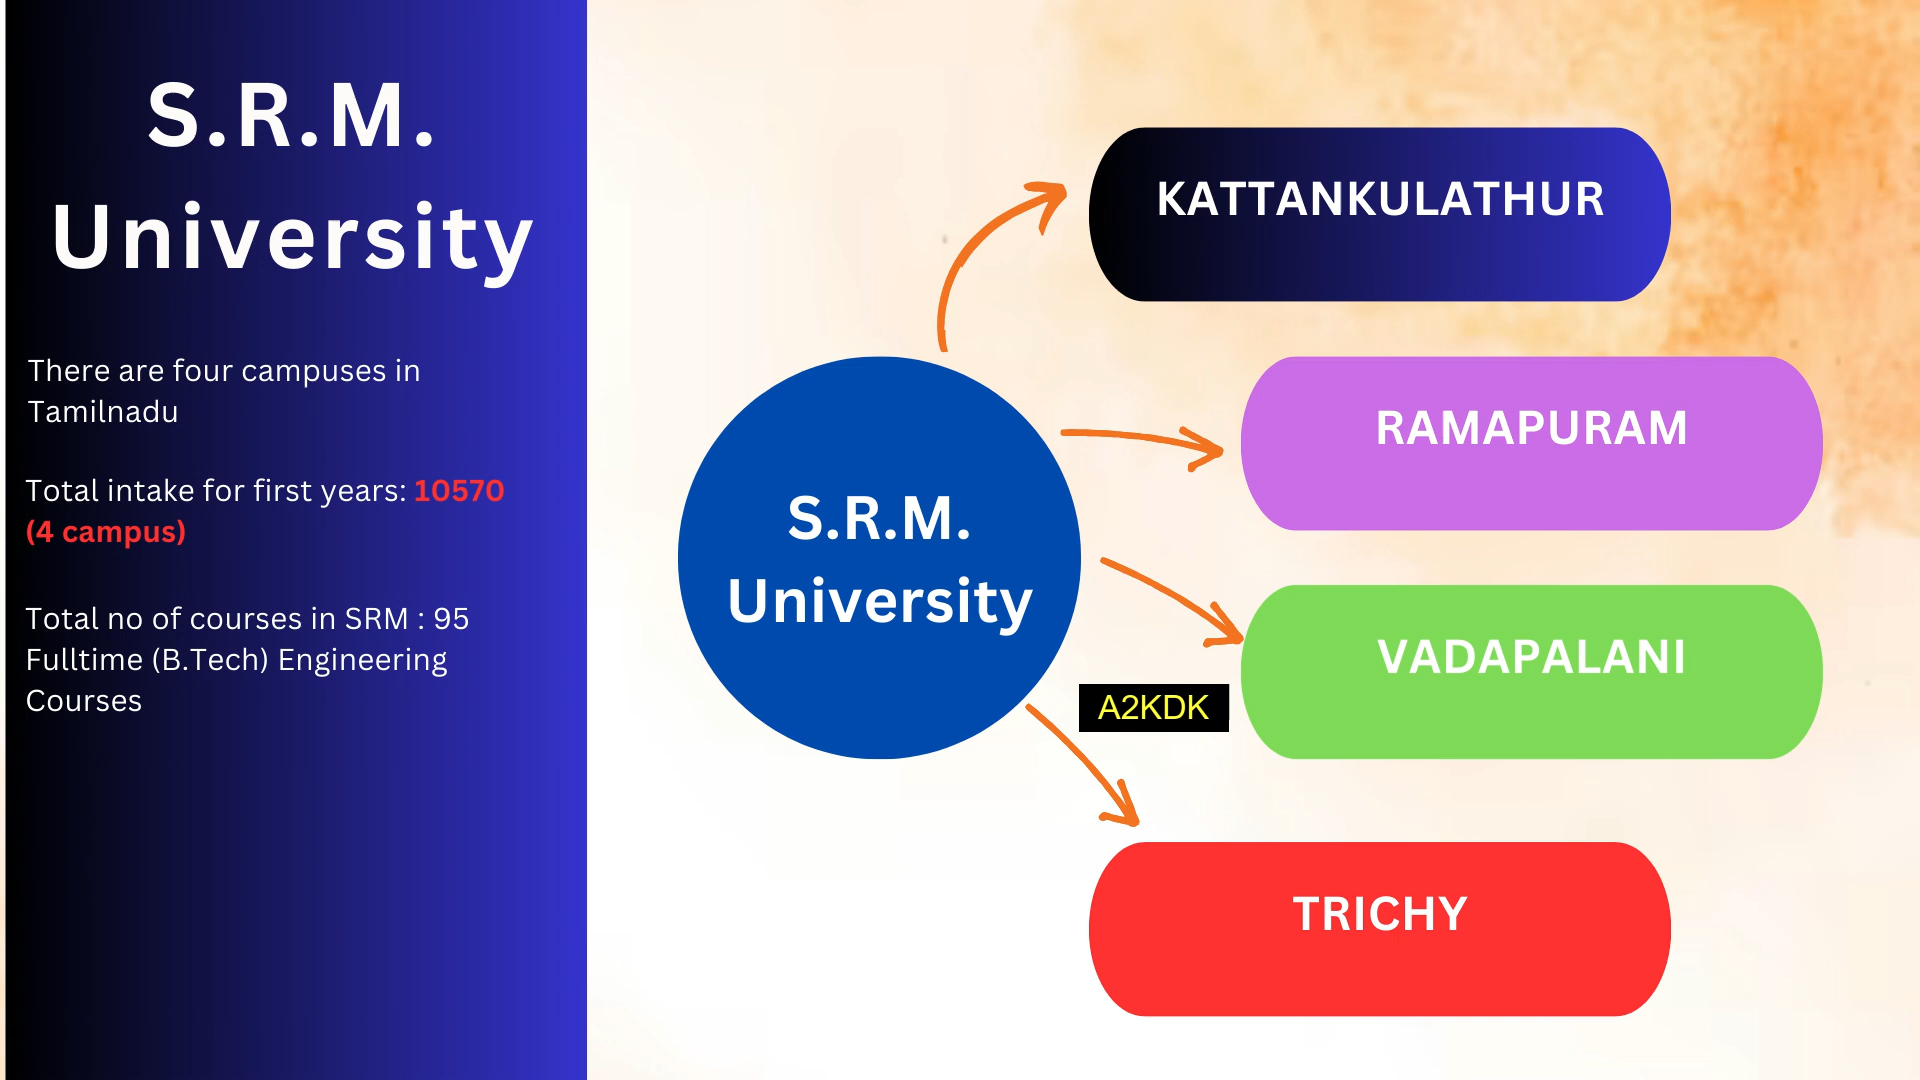 S.R.M.
University
There are four campuses in
Tamilnadu
Total intake for first years: 10570
(4 campus)
Total no of courses in SRM : 95
Fulltime (B.Tech) Engineering
Courses
S.R.M.
University
KATTANKULATHUR
RAMAPURAM
VADAPALANI
A2KDK
TRICHY